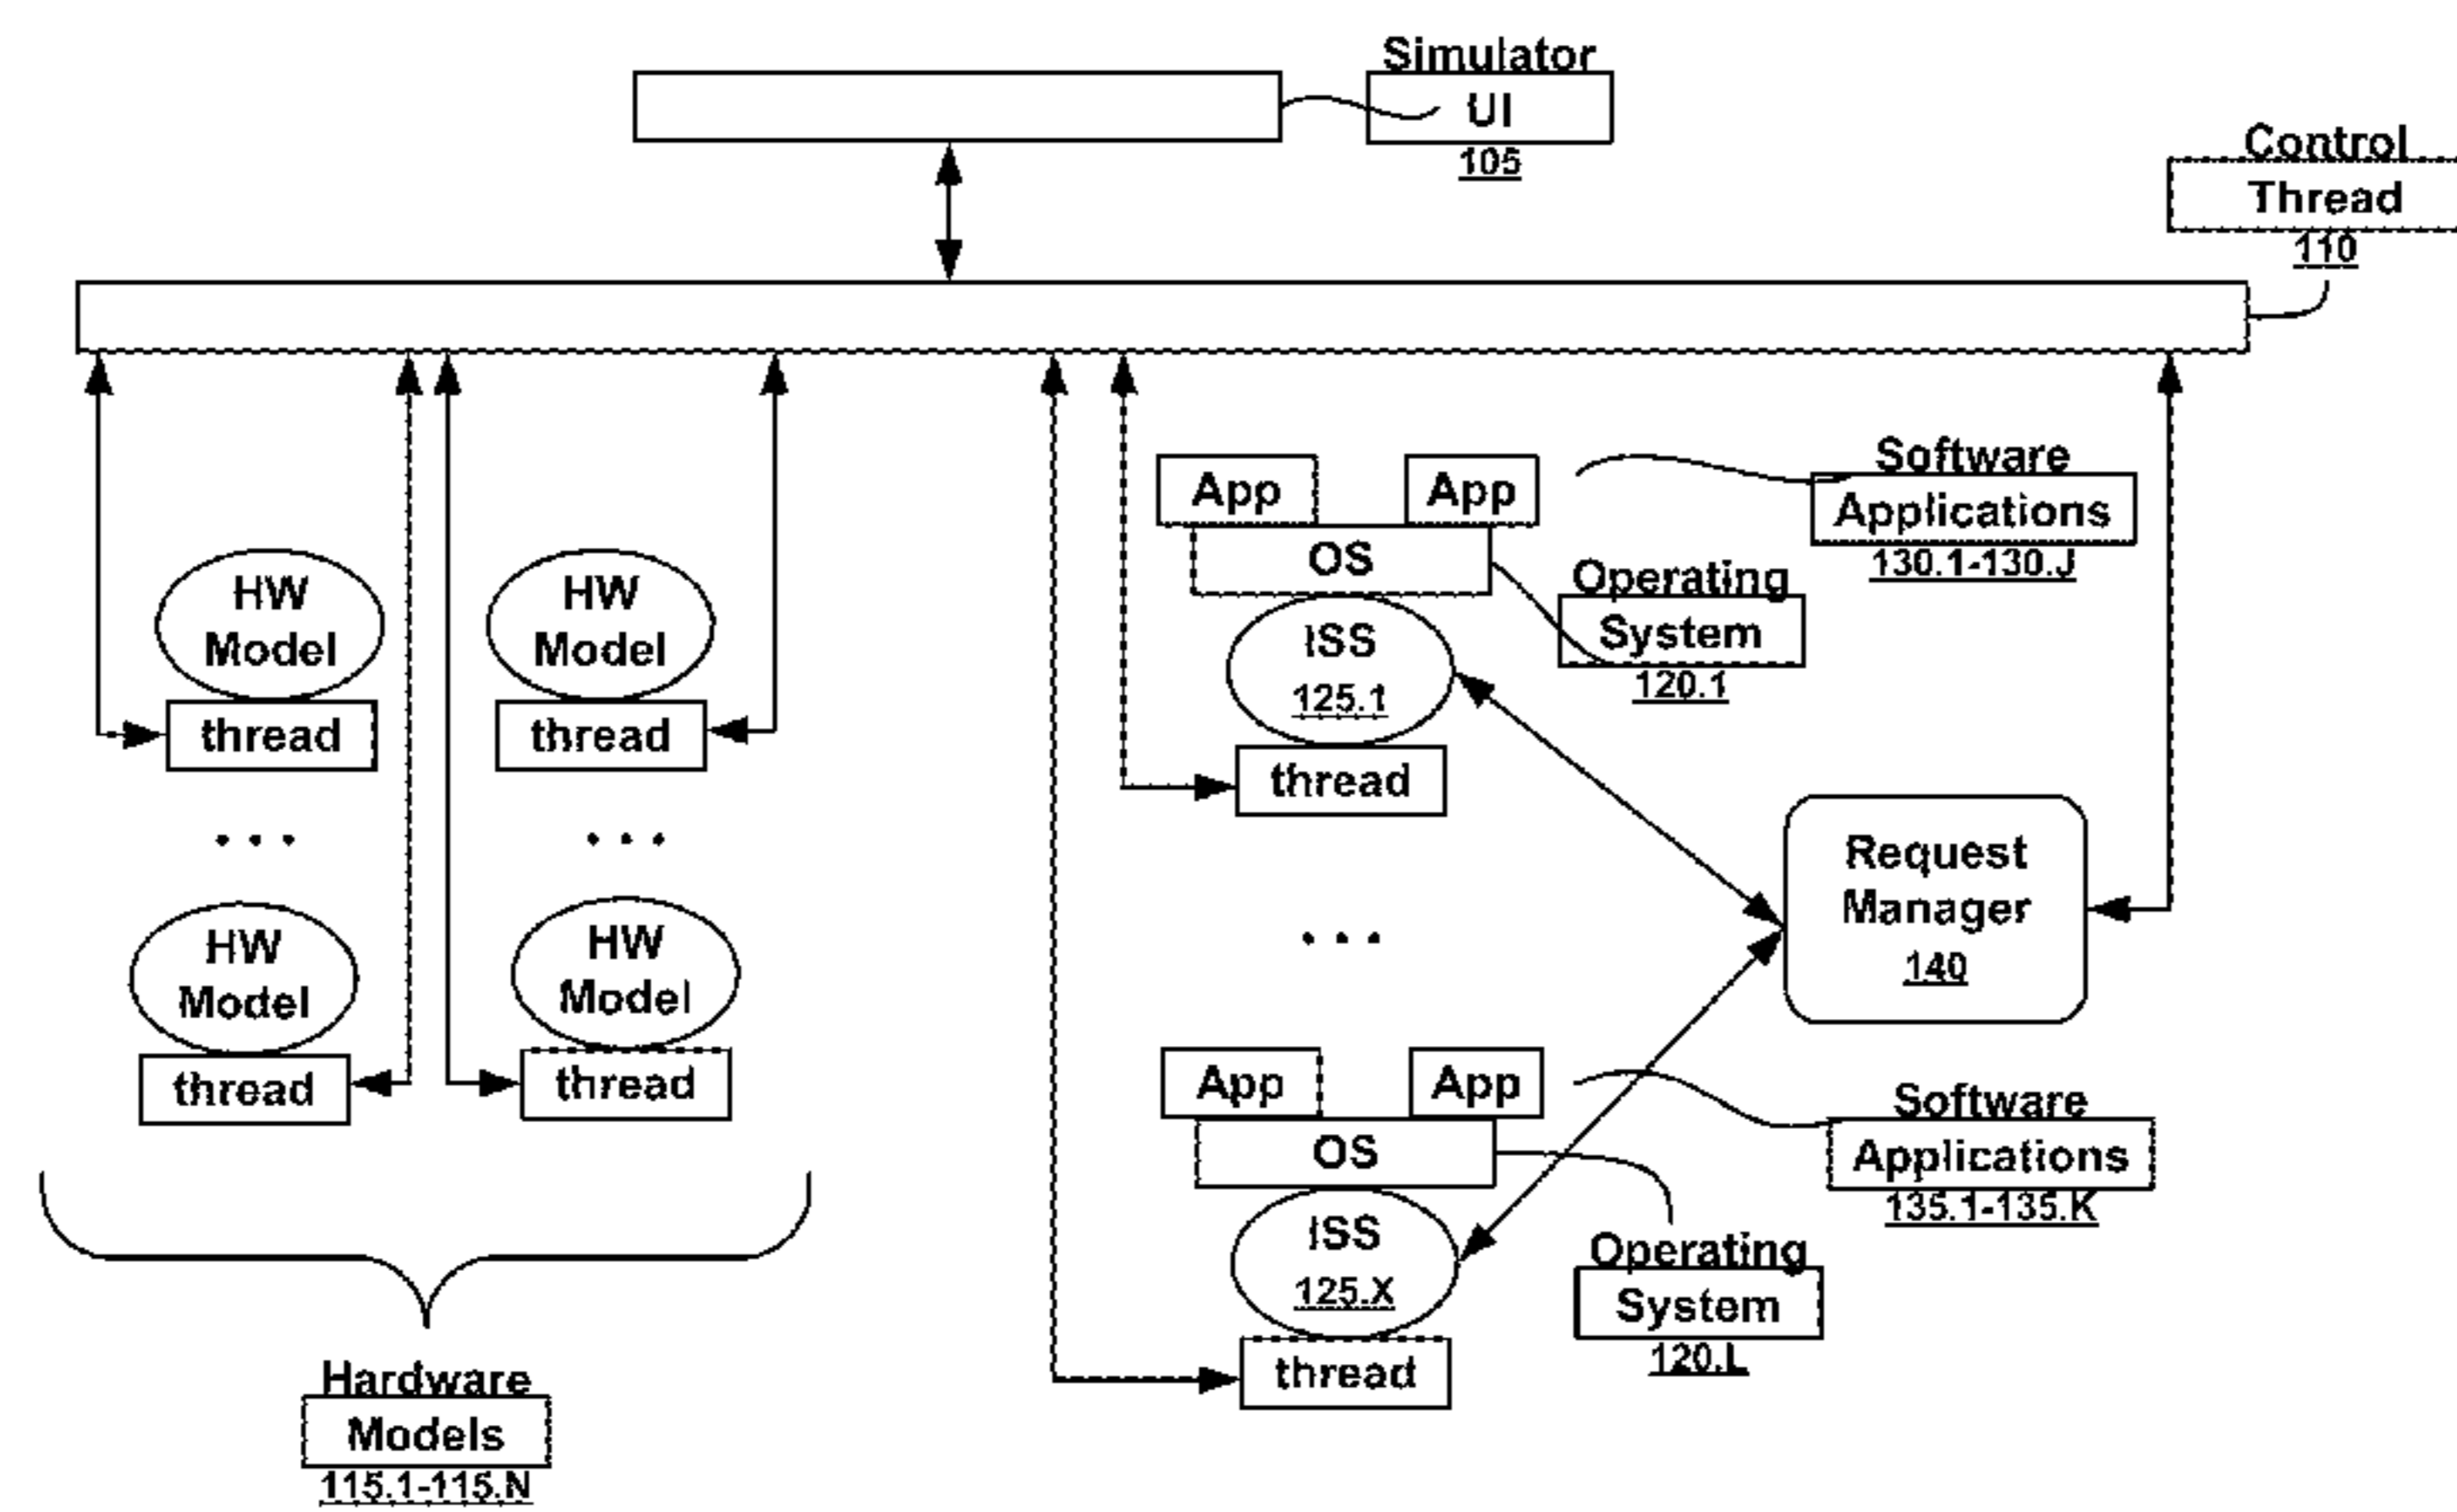 Simulator
UI
105
Control
Thread
110
App
App
Software
Applications
130.1-130.J
OS
Operating
System
120.1
HW
Model
HW
Model
ISS
125.1
thread
thread
thread
. . .
. . .
Request
Manager
140
. . .
HW
Model
HW
Model
thread
thread
App
App
Software
Applications
135.1-135.K
OS
ISS
125.X
Operating
System
120.L
thread
Hardware
Models
115.1-115.N